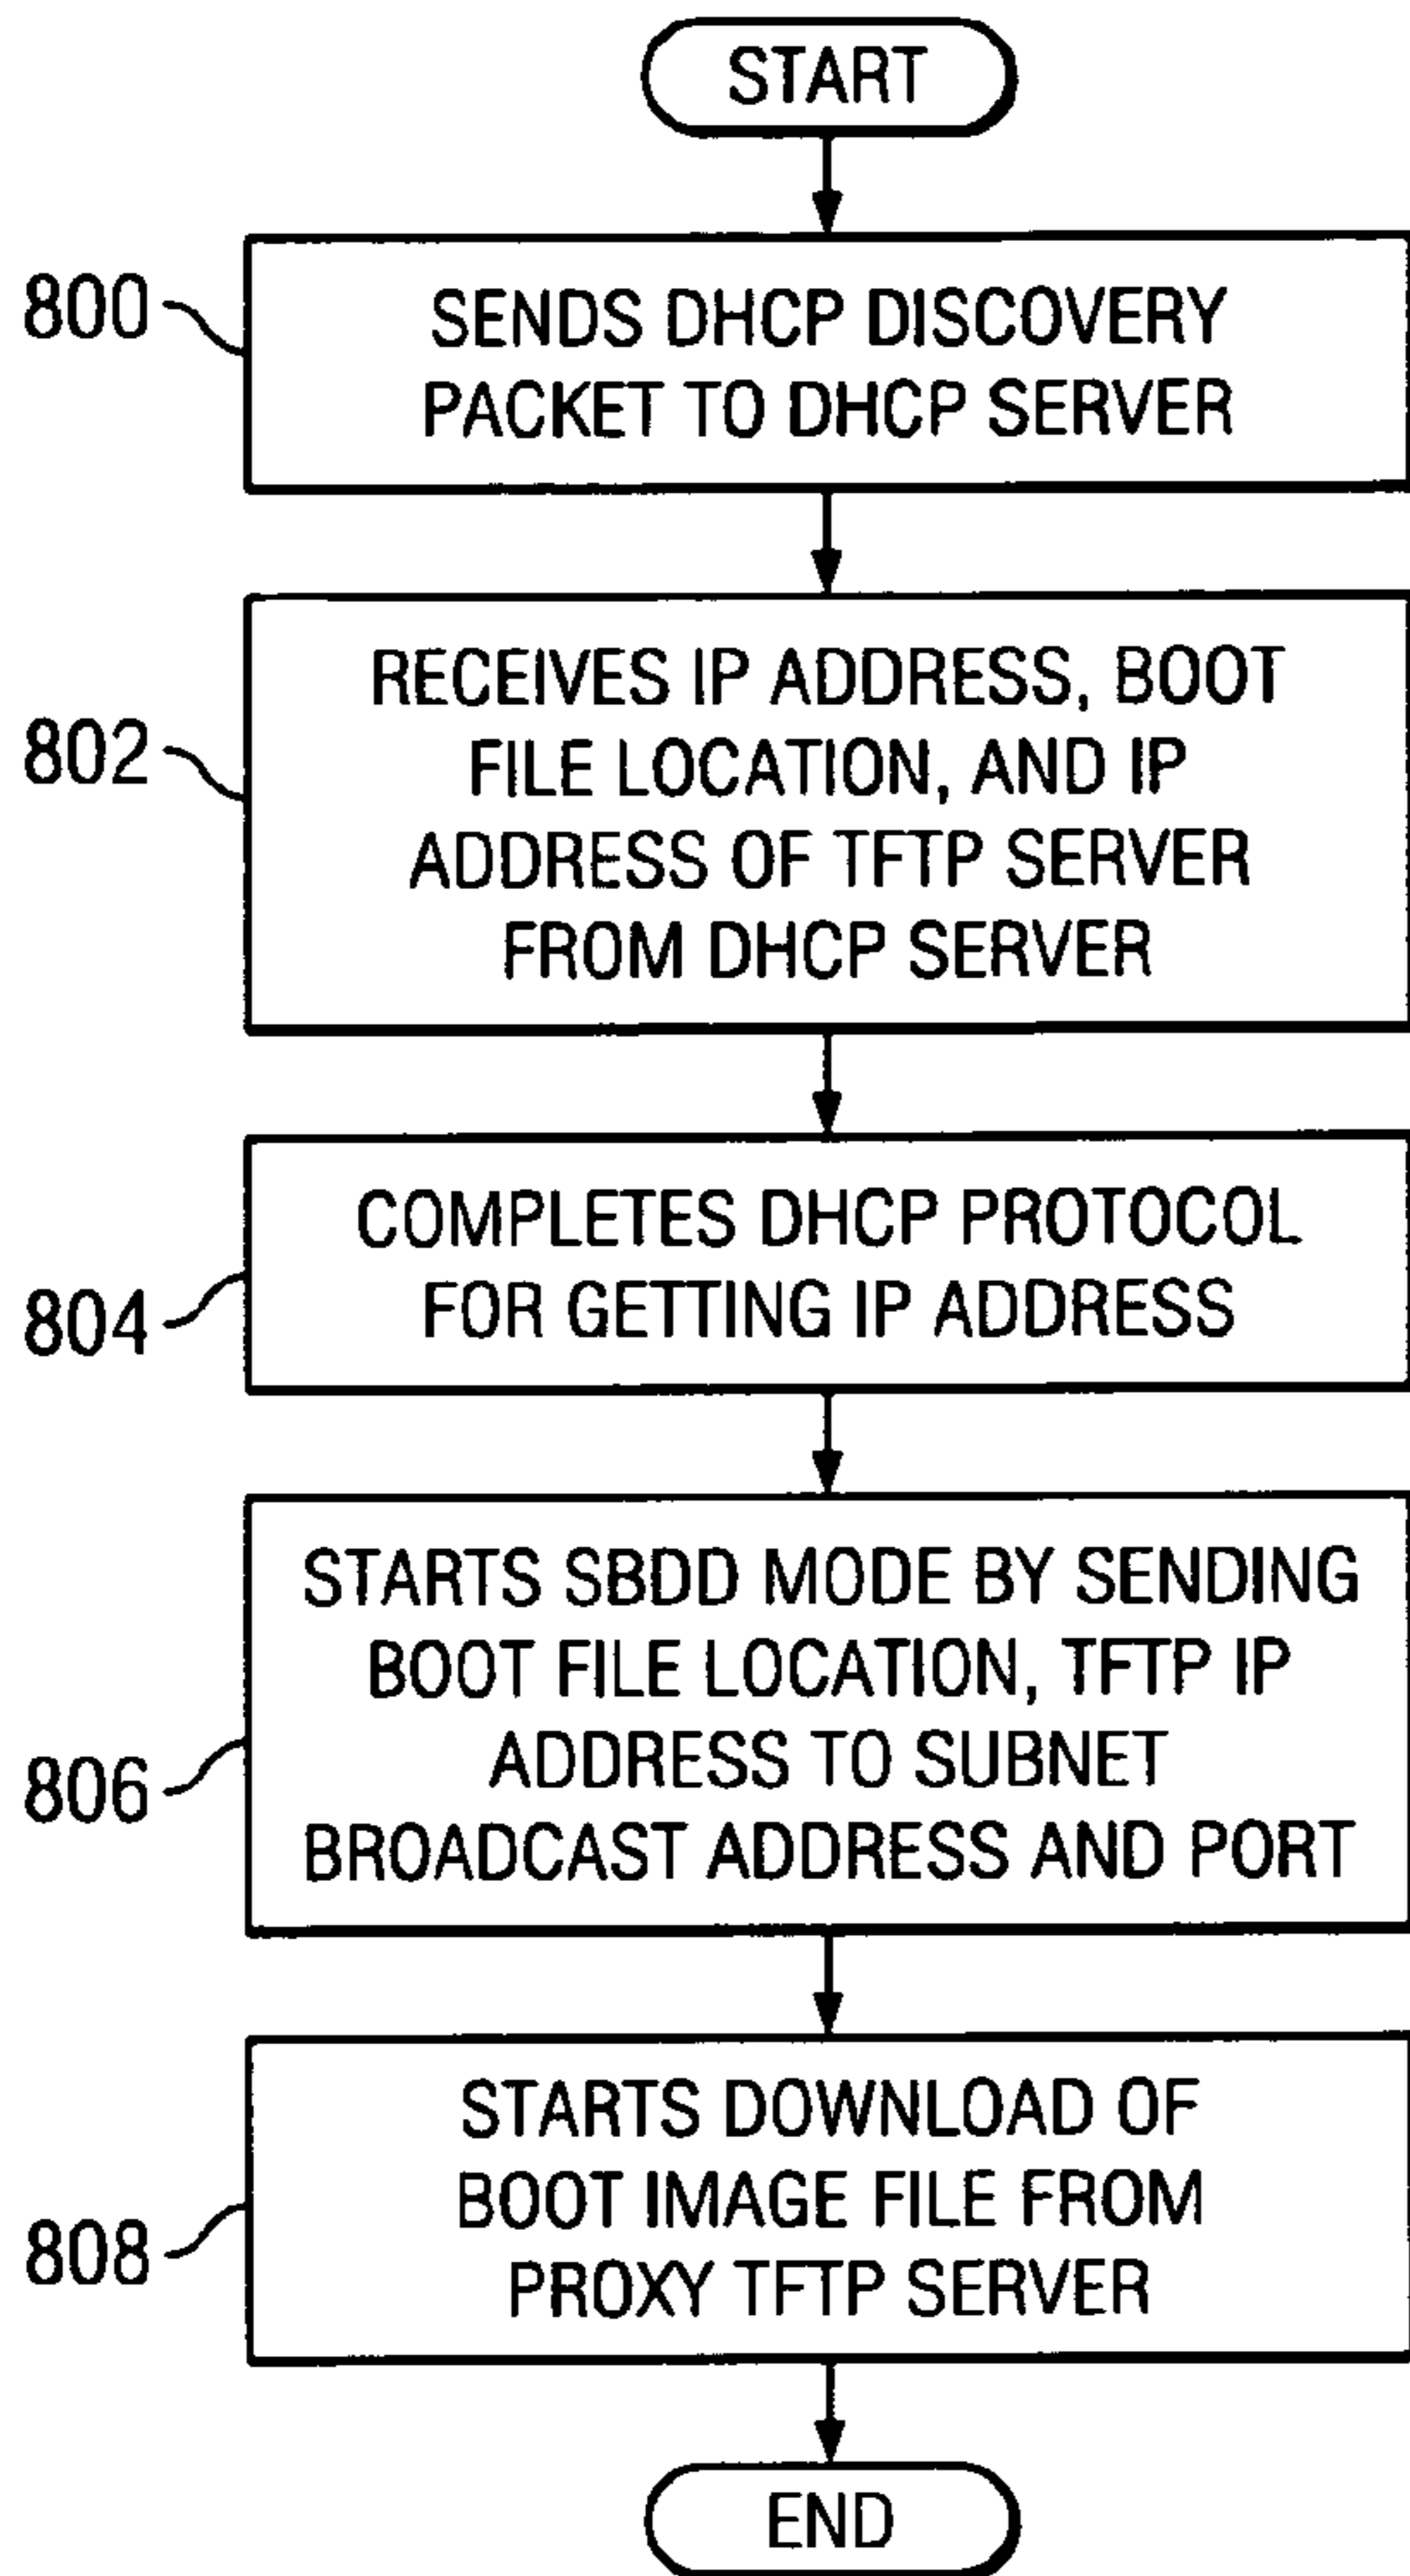 START
800
SENDS DHCP DISCOVERY
PACKET TO DHCP SERVER
802
RECEIVES IP ADDRESS, BOOT
FILE LOCATION, AND IP
ADDRESS OF TFTP SERVER
FROM DHCP SERVER
804
COMPLETES DHCP PROTOCOL
FOR GETTING IP ADDRESS
806
STARTS SBDD MODE BY SENDING
BOOT FILE LOCATION, TFTP IP
ADDRESS TO SUBNET
BROADCAST ADDRESS AND PORT
808
STARTS DOWNLOAD OF
BOOT IMAGE FILE FROM
PROXY TFTP SERVER
END